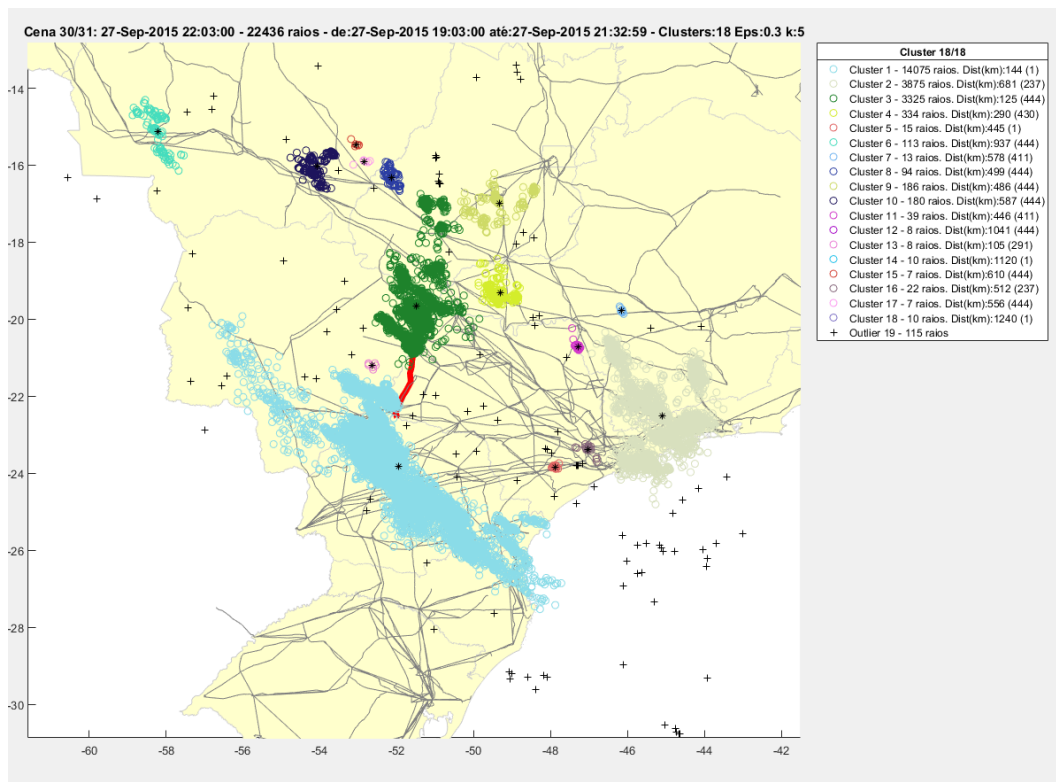 Cena 30/31: 27-Sep-2015 22:03:00 - 22436 raios - de:27-Sep-2015 19:03:00 até:27-Sep-2015 21:32:59 - Clusters:18 Eps:0.3 k:5
Cluster 18/18
Cluster 1 - 14075 raios. Dist(km):144 (1)
Cluster 2 - 3875 raios. Dist(km):681 (237)
Cluster 3 - 3325 raios. Dist(km):125 (444)
Cluster 4 - 334 raios. Dist(km):290 (430)
Cluster 5 - 15 raios. Dist(km):445 (1)
Cluster 6 - 113 raios. Dist(km):937 (444)
Cluster 7 - 13 raios. Dist(km):578 (411)
Cluster 8 - 94 raios. Dist(km):499 (444)
Cluster 9 - 186 raios. Dist(km):486 (444)
Cluster 10 - 180 raios. Dist(km):587 (444)
Cluster 11 - 39 raios. Dist(km):446 (411)
Cluster 12 - 8 raios. Dist(km):1041 (444)
Cluster 13 - 8 raios. Dist(km):105 (291)
Cluster 14 - 10 raios. Dist(km):1120 (1)
Cluster 15 - 7 raios. Dist(km):610 (444)
Cluster 16 - 22 raios. Dist(km):512 (237)
Cluster 17 - 7 raios. Dist(km):556 (444)
Cluster 18 - 10 raios. Dist(km):1240 (1)
Outlier 19 - 115 raios
-14
-16
-18
-20
-22
-24
-26
-28
-30
-60 -58 -56 -54 -52 -50 -48 -46 -44 -42